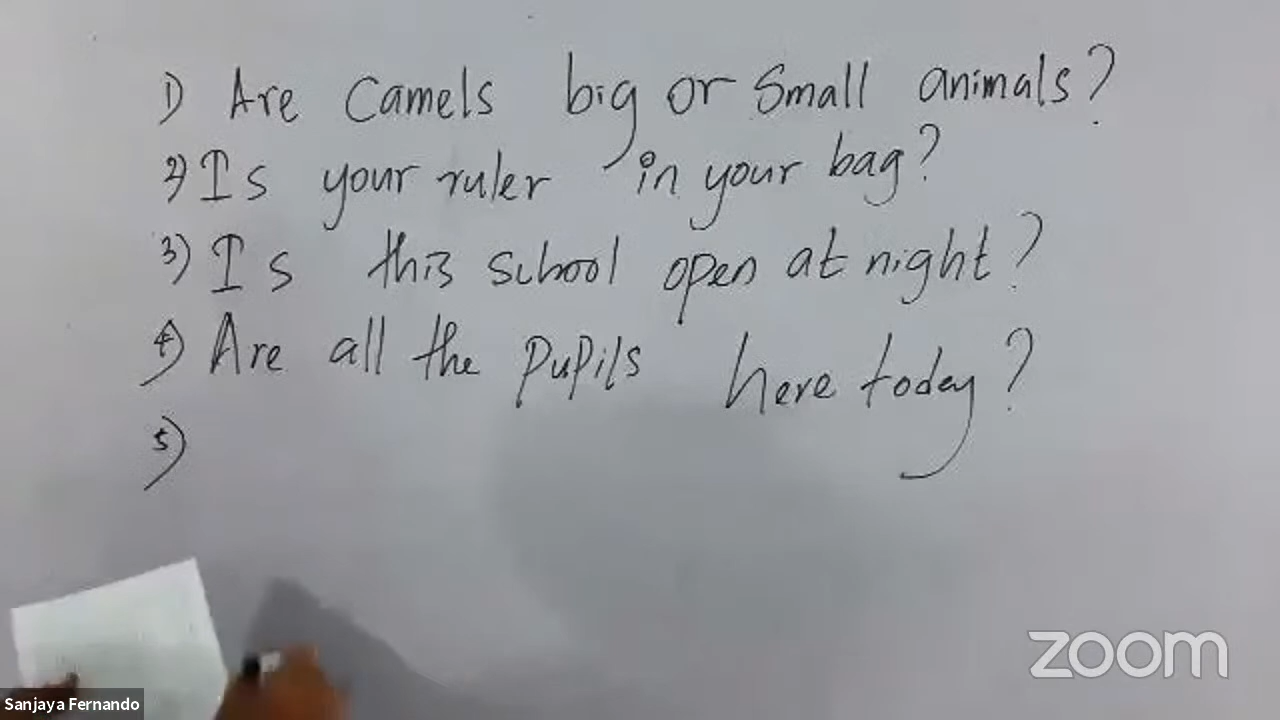 1) Are Camels big or Small animals?
2) Is your ruler in your bag?
3) Is this school open at night?
4) Are all the pupils here today?
5)
zoom
Sanjaya Fernando